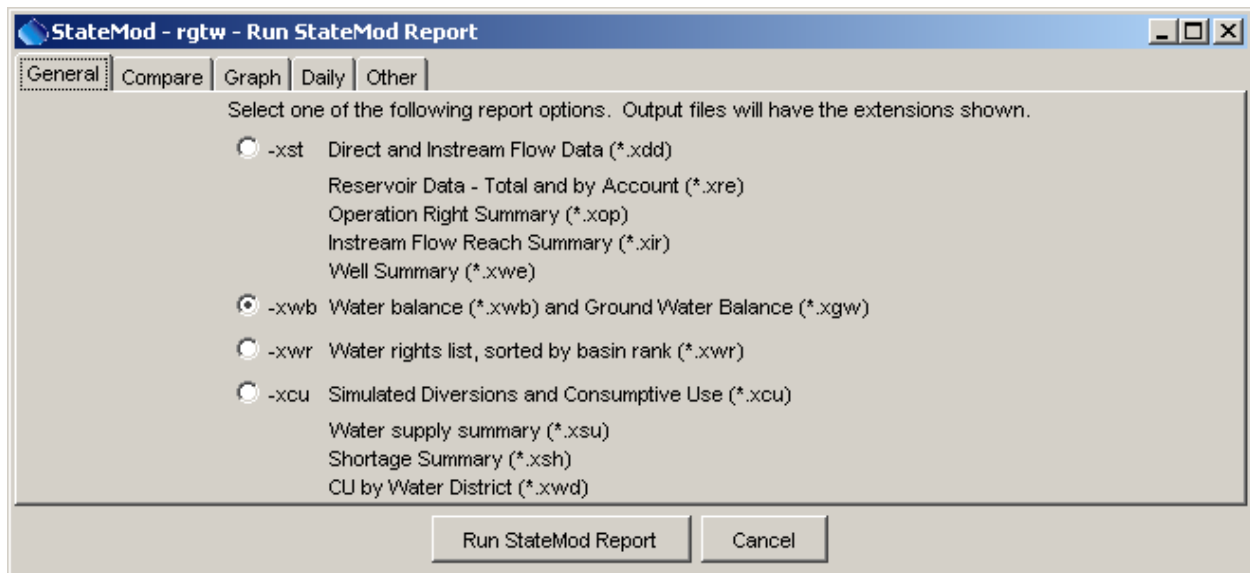 StateMod - rgtw - Run StateMod Report
General Compare Graph Daily Other
Select one of the following report options. Output files will have the extensions shown.
-xst Direct and Instream Flow Data (*.xdd)
Reservoir Data - Total and by Account (*.xre)
Operation Right Summary (*.xop)
Instream Flow Reach Summary (*.xir)
Well Summary (*.xwe)
-xwb Water balance (*.xwb) and Ground Water Balance (*.xgw)
-xwr Water rights list, sorted by basin rank (*.xwr)
-xcu Simulated Diversions and Consumptive Use (*.xcu)
Water supply summary (*.xsu)
Shortage Summary (*.xsh)
CU by Water District (*.xwd)
Run StateMod Report Cancel